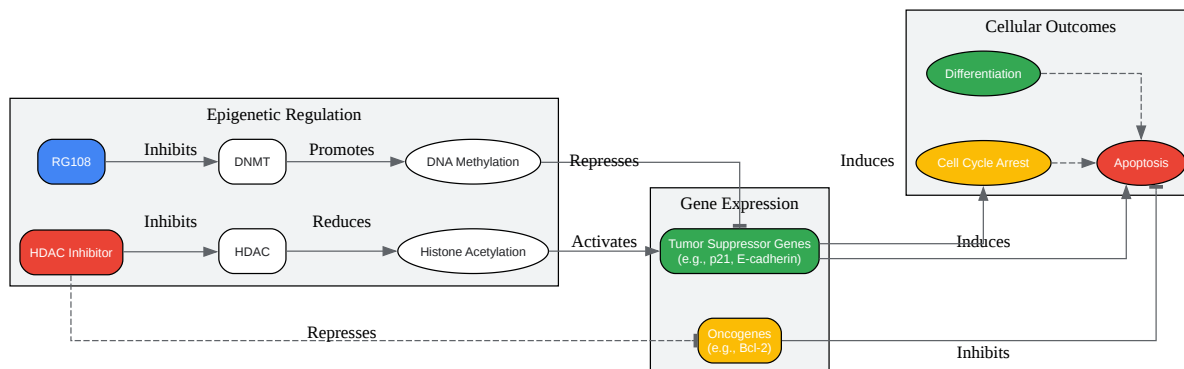 Cellular Outcomes
Differentiation
Epigenetic Regulation
RG108
Inhibits
DNMT
Promotes
DNA Methylation
Represses
Induces
Cell Cycle Arrest
Apoptosis
Gene Expression
HDAC Inhibitor
Inhibits
HDAC
Reduces
Histone Acetylation
Activates
Tumor Suppressor Genes
(e.g., p21, E-cadherin)
Induces
Represses
Oncogenes
(e.g., Bcl-2)
Inhibits